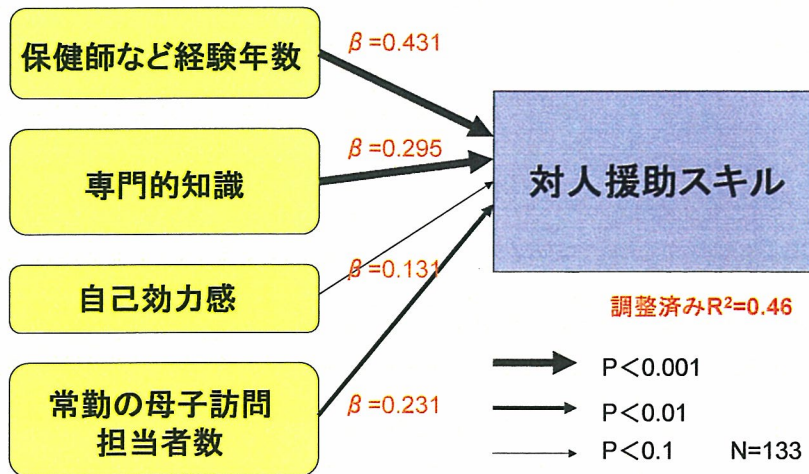 保健師など経験年数
β=0.431
専門的知識
β=0.295
自己効力感
β=0.131
常勤の母子訪問
担当者数
β=0.231
対人援助スキル
調整済みR²=0.46
P<0.001
P<0.01
P<0.1 N=133